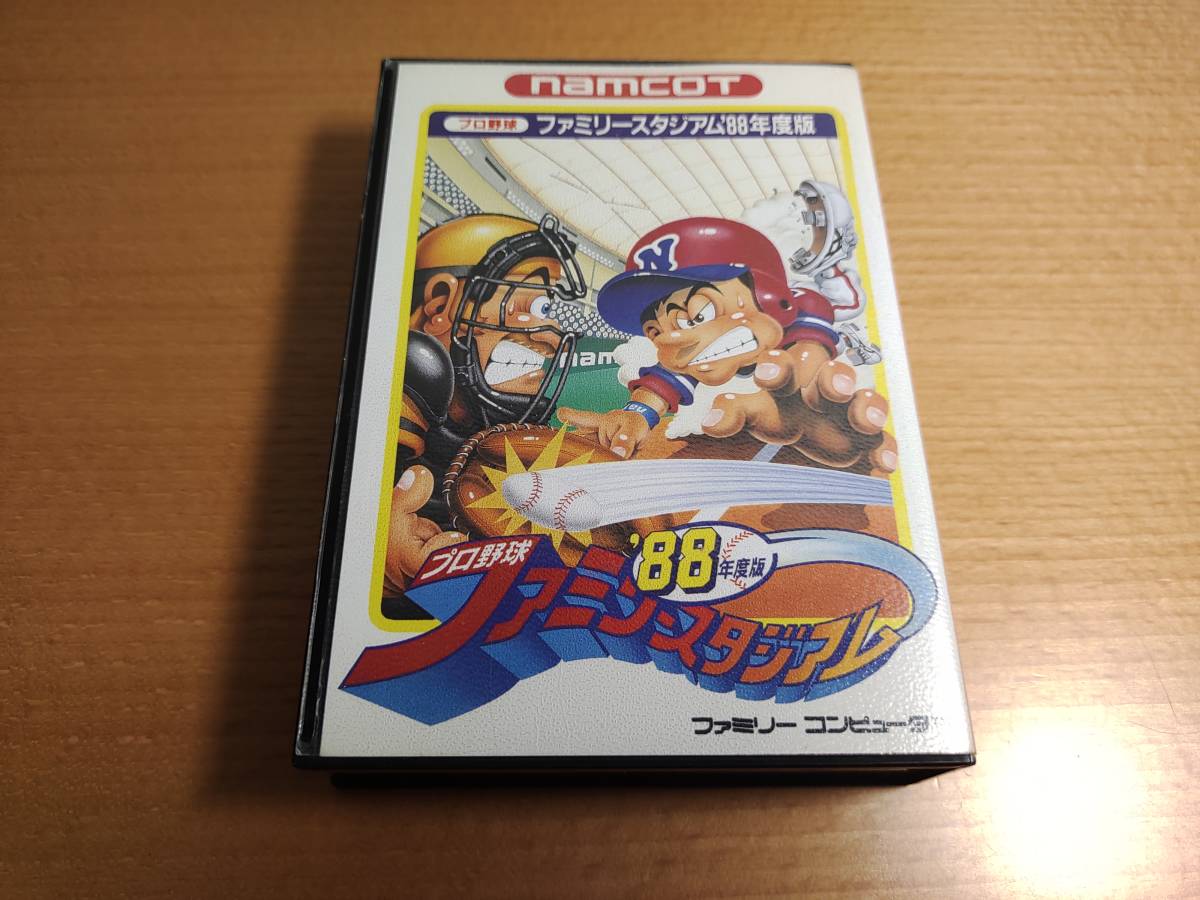 namcot
プロ野球 ファミリースタジアム'88年度版
N
nam
プロ野球
'88年度版
ファミリースタジアム
ファミリー コンピュータ